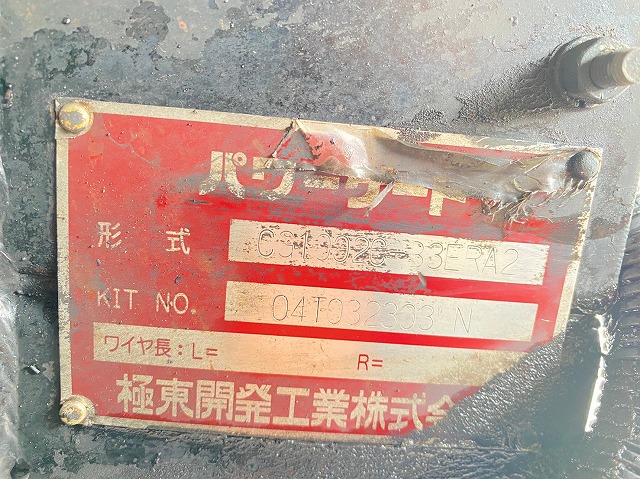 パワーゲート
形 式
KIT NO. 04T032303 N
ワイヤ長:L= R=
極東開発工業株式会